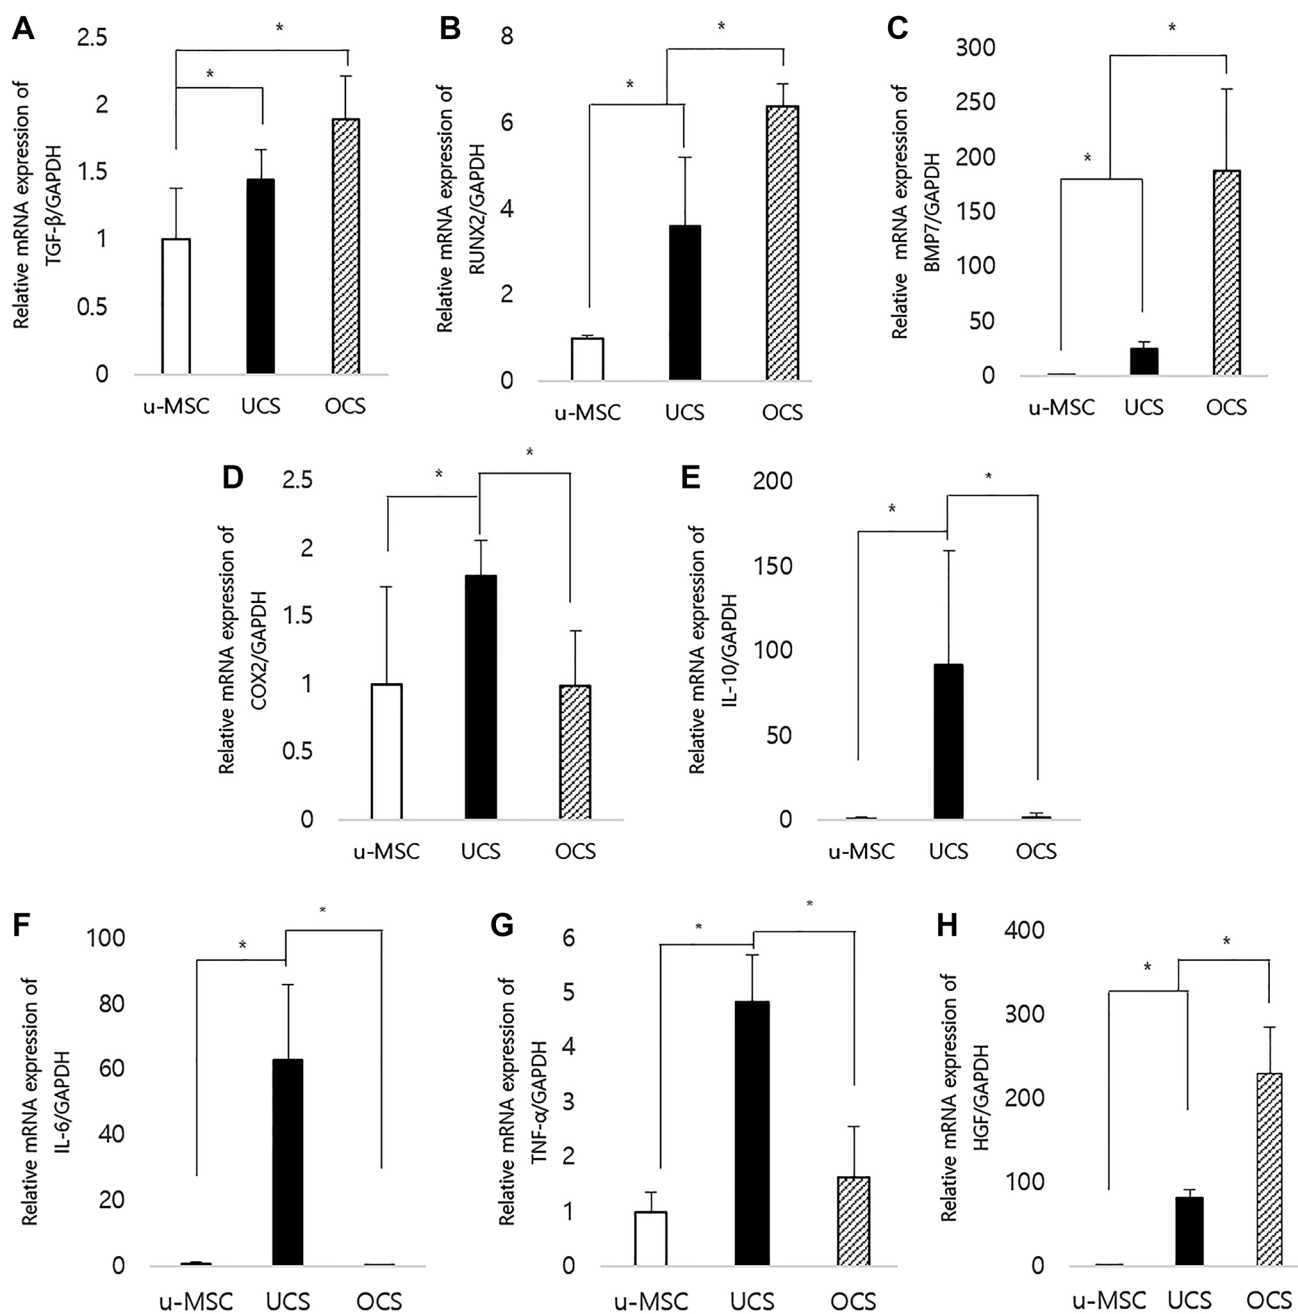 A
Relative mRNA expression of
TGF-β/GAPDH
2.5
2
1.5
1
0.5
0
*
*
u-MSC UCS OCS
B
Relative mRNA expression of
RUNX2/GAPDH
8
6
4
2
0
*
*
u-MSC UCS OCS
C
Relative mRNA expression of
BMP7/GAPDH
300
250
200
150
100
50
0
*
*
u-MSC UCS OCS
D
Relative mRNA expression of
COX2/GAPDH
2.5
2
1.5
1
0.5
0
*
*
u-MSC UCS OCS
E
Relative mRNA expression of
IL-10/GAPDH
200
150
100
50
0
*
*
u-MSC UCS OCS
F
Relative mRNA expression of
IL-6/GAPDH
100
80
60
40
20
0
*
*
u-MSC UCS OCS
G
Relative mRNA expression of
TNF-α/GAPDH
6
5
4
3
2
1
0
*
*
u-MSC UCS OCS
H
Relative mRNA expression of
HGF/GAPDH
400
300
200
100
0
*
*
u-MSC UCS OCS